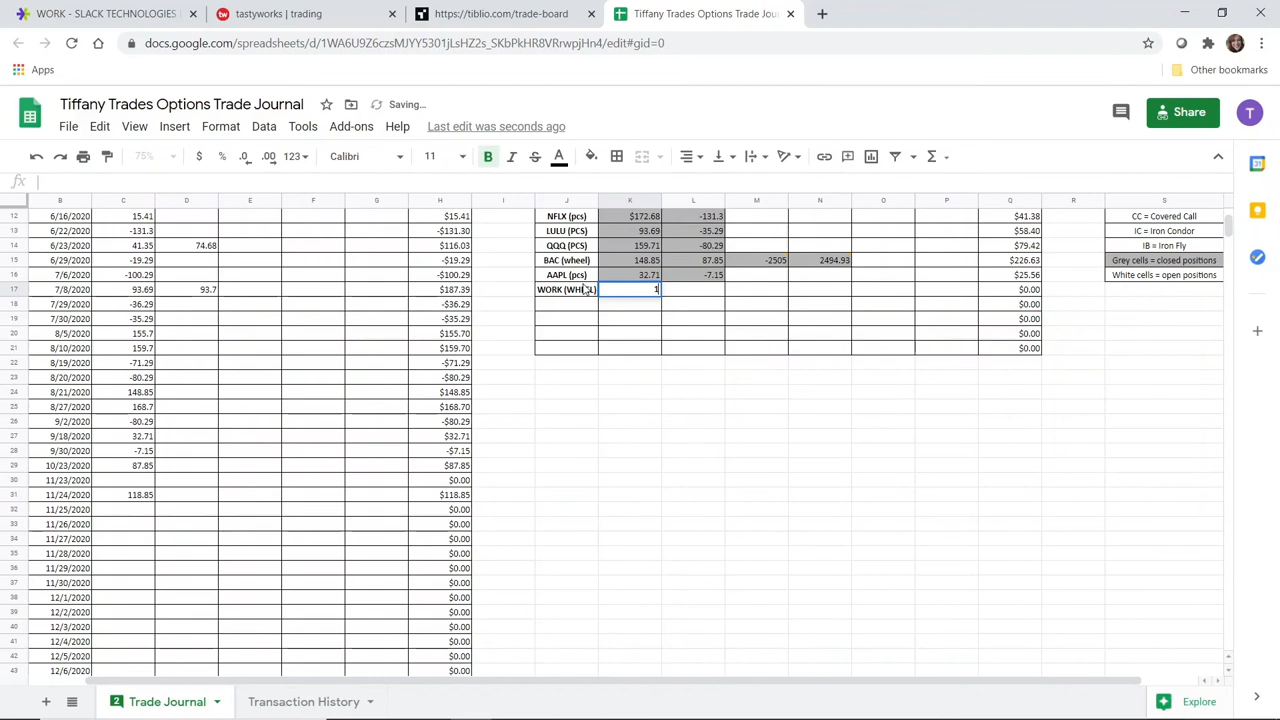 WORK - SLACK TECHNOLOGIES
tastyworks | trading
https://tiblio.com/trade-board
Tiffany Trades Options Trade Jou
docs.google.com/spreadsheets/d/1WA6U9Z6czsMJYY5301jLsHZ2s_SKbPkHR8VRrwpjHn4/edit#gid=0
Apps
Other bookmarks
Tiffany Trades Options Trade Journal
Saving...
Share
T
File Edit View Insert Format Data Tools Add-ons Help Last edit was seconds ago
75% $ % .0 .00 123 Calibri 11 B I S A
fx
B C D E F G H I J K L M N O P Q R S
12 6/16/2020 15.41 $15.41 NFLX (pcs) $172.68 -131.3 $41.38 CC = Covered Call
13 6/22/2020 -131.3 -$131.30 LULU (PCS) 93.69 -35.29 $58.40 IC = Iron Condor
14 6/23/2020 41.35 74.68 $116.03 QQQ (PCS) 159.71 -80.29 $79.42 IB = Iron Fly
15 6/29/2020 -19.29 -$19.29 BAC (wheel) 148.85 87.85 -2505 2494.93 $226.63 Grey cells = closed positions
16 7/6/2020 -100.29 -$100.29 AAPL (pcs) 32.71 -7.15 $25.56 White cells = open positions
17 7/8/2020 93.69 93.7 $187.39 WORK (WHEEL) 1 $0.00
18 7/29/2020 -36.29 -$36.29 $0.00
19 7/30/2020 -35.29 -$35.29 $0.00
20 8/5/2020 155.7 $155.70 $0.00
21 8/10/2020 159.7 $159.70 $0.00
22 8/19/2020 -71.29 -$71.29
23 8/20/2020 -80.29 -$80.29
24 8/21/2020 148.85 $148.85
25 8/27/2020 168.7 $168.70
26 9/2/2020 -80.29 -$80.29
27 9/18/2020 32.71 $32.71
28 9/30/2020 -7.15 -$7.15
29 10/23/2020 87.85 $87.85
30 11/23/2020 $0.00
31 11/24/2020 118.85 $118.85
32 11/25/2020 $0.00
33 11/26/2020 $0.00
34 11/27/2020 $0.00
35 11/28/2020 $0.00
36 11/29/2020 $0.00
37 11/30/2020 $0.00
38 12/1/2020 $0.00
39 12/2/2020 $0.00
40 12/3/2020 $0.00
41 12/4/2020 $0.00
42 12/5/2020 $0.00
43 12/6/2020 $0.00
2 Trade Journal Transaction History Explore